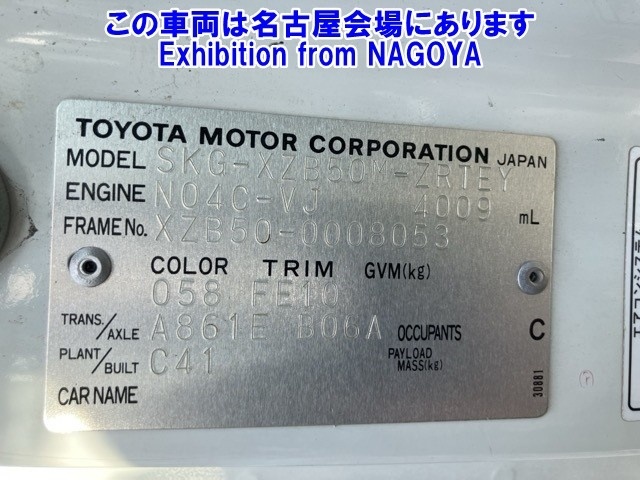 この車両は名古屋会場にあります
Exhibition from NAGOYA
TOYOTA MOTOR CORPORATION JAPAN
MODEL SKG-XZB50M-ZRTEY
ENGINE N04C-VJ 4009 mL
FRAME No. XZB50-0008053
COLOR TRIM GVM(kg)
058 FE10
TRANS/AXLE A861E B06A OCCUPANTS C
PLANT/BUILT C41 PAYLOAD MASS(kg)
CAR NAME
30881